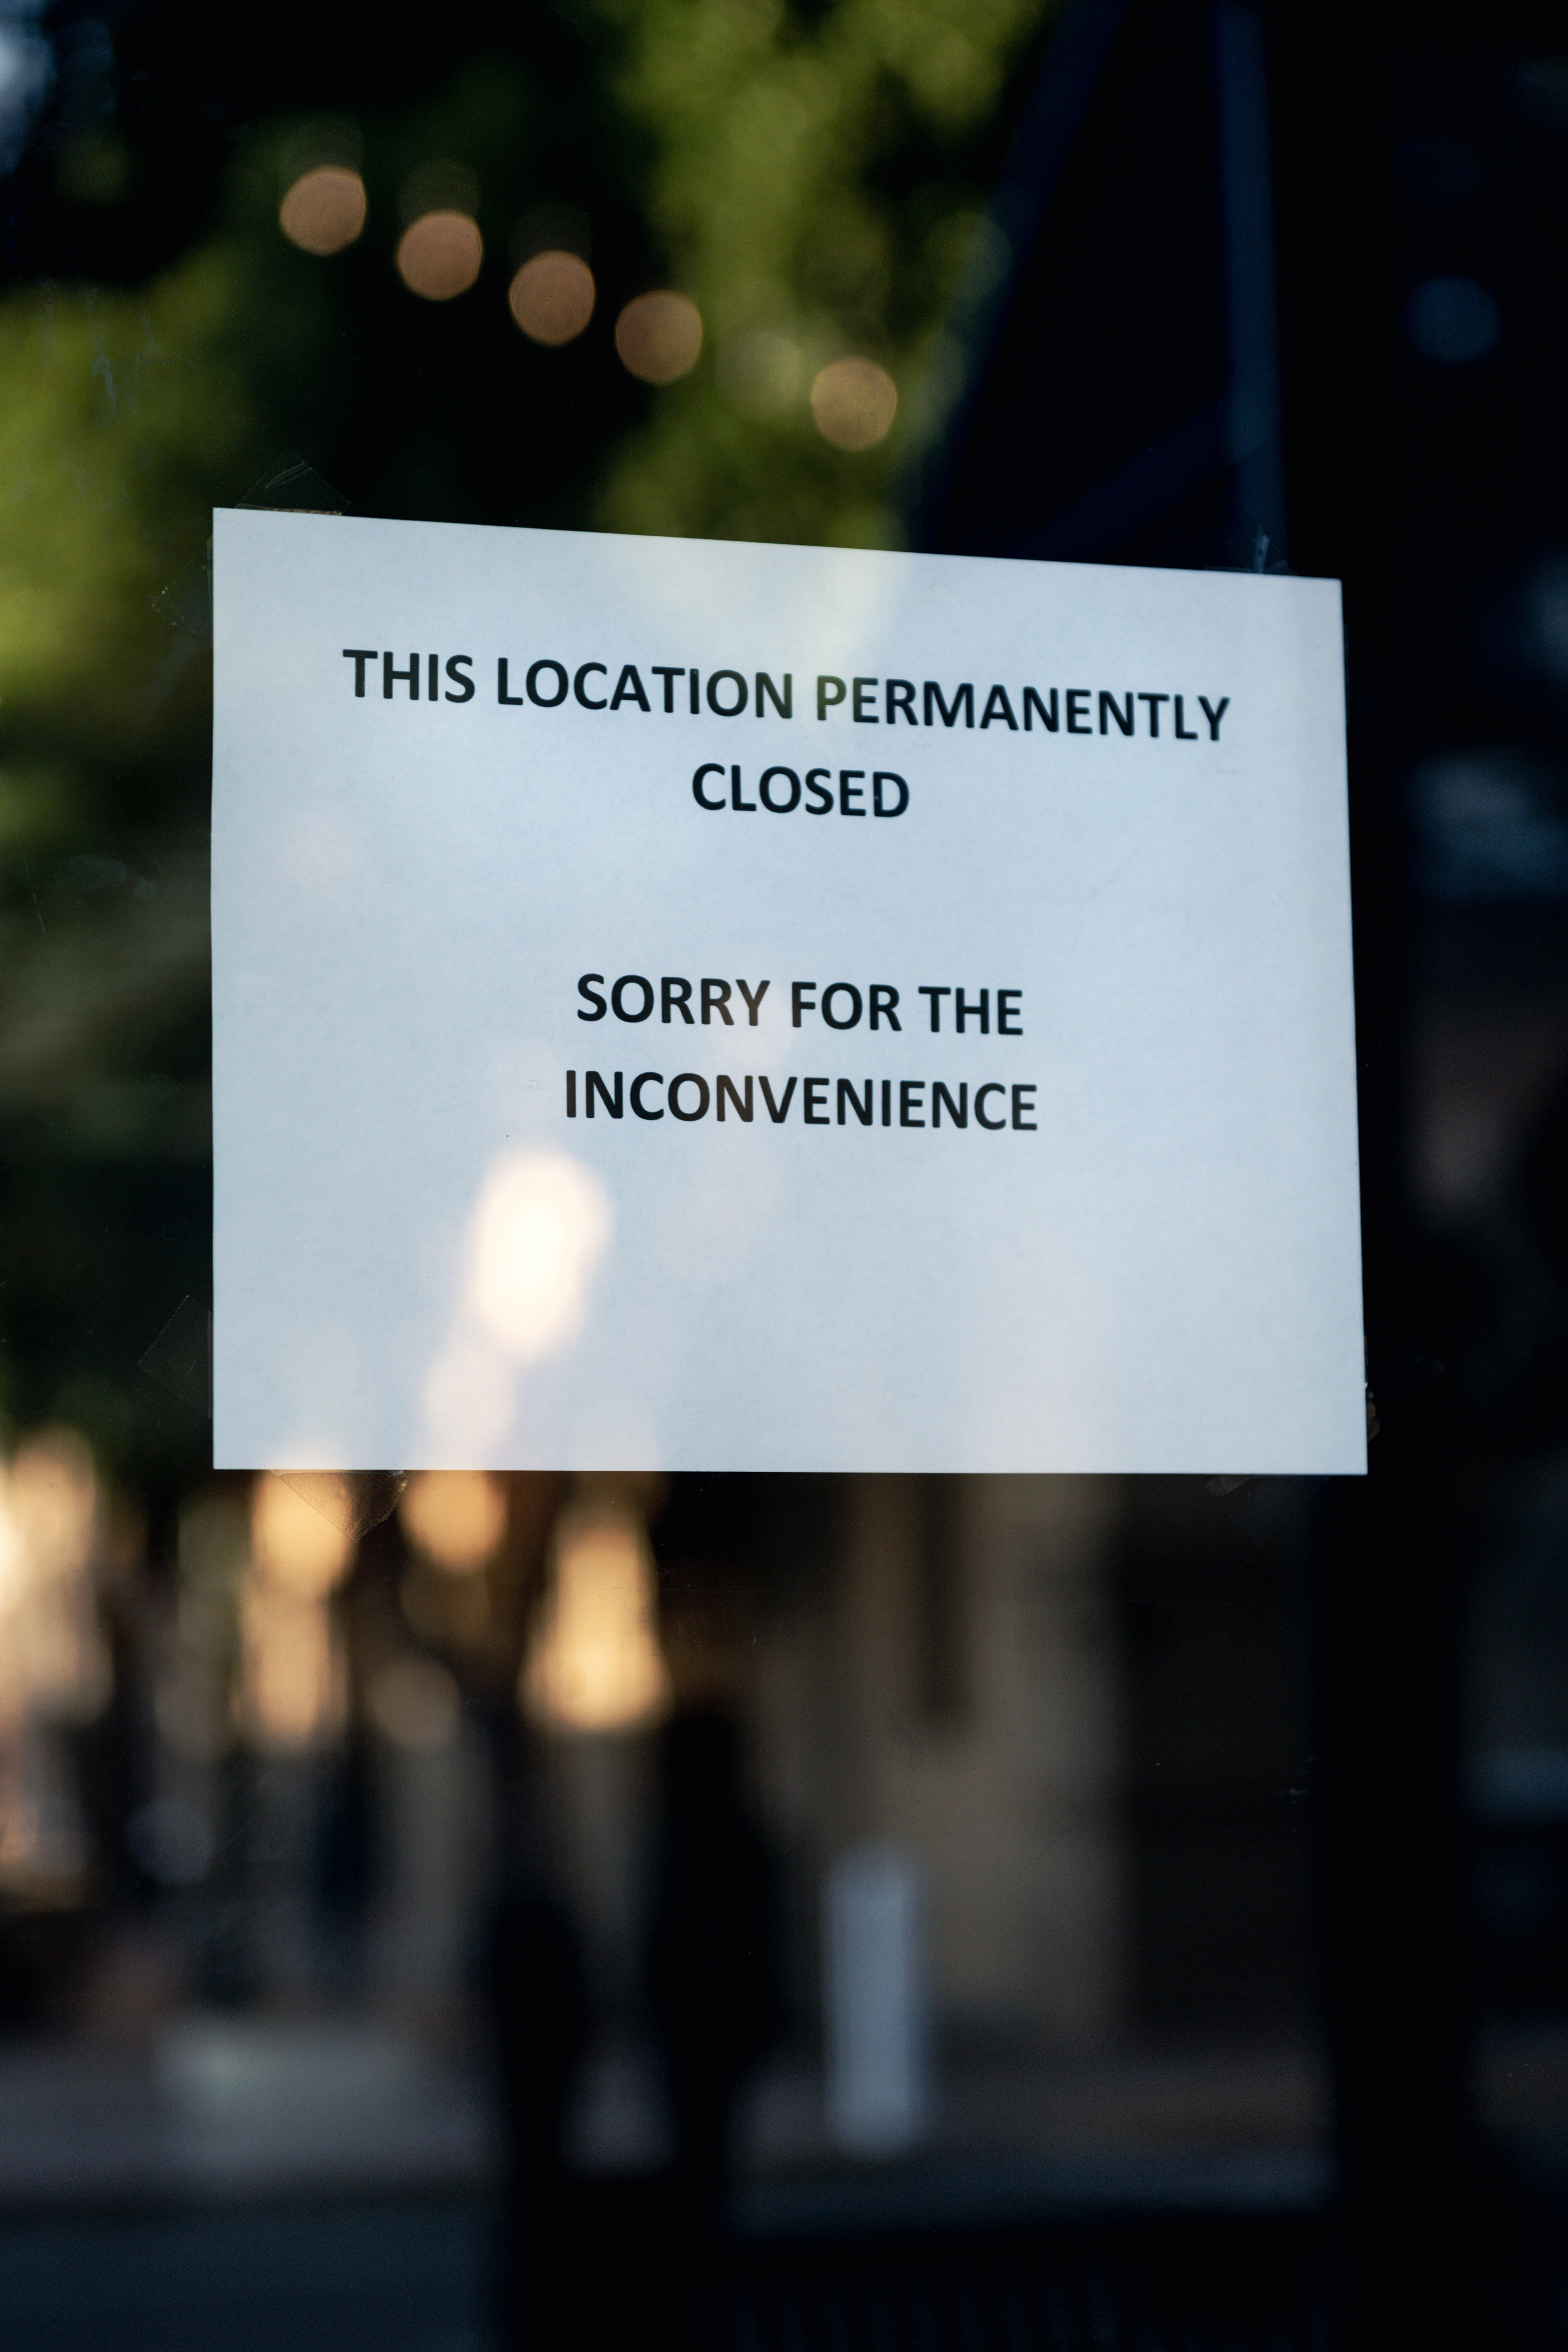 THIS LOCATION PERMANENTLY
CLOSED
SORRY FOR THE
INCONVENIENCE